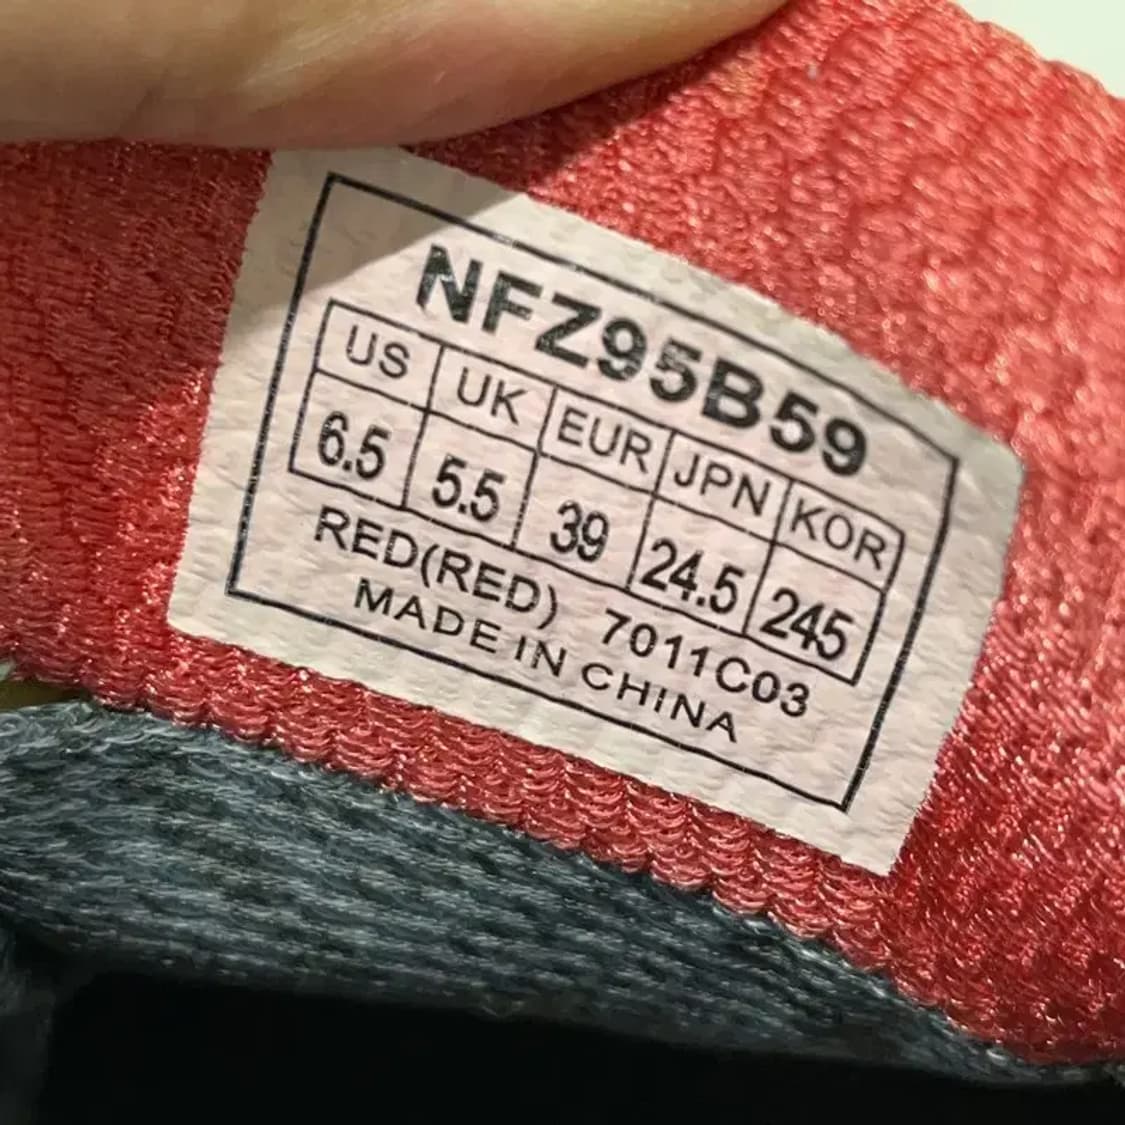 NFZ95B59
US UK EUR JPN KOR
6.5 5.5 39 24.5 245
RED(RED) 7011C03
MADE IN CHINA